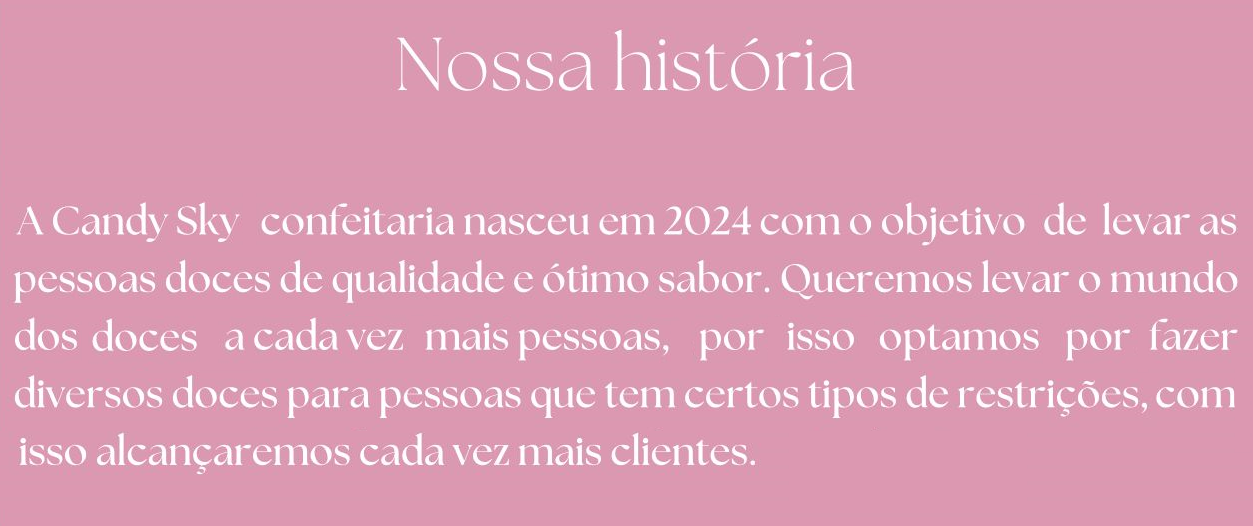 Nossa história
A Candy Sky confeitaria nasceu em 2024 com o objetivo de levar as
pessoas doces de qualidade e ótimo sabor. Queremos levar o mundo
dos doces a cada vez mais pessoas, por isso optamos por fazer
diversos doces para pessoas que tem certos tipos de restrições, com
isso alcançaremos cada vez mais clientes.